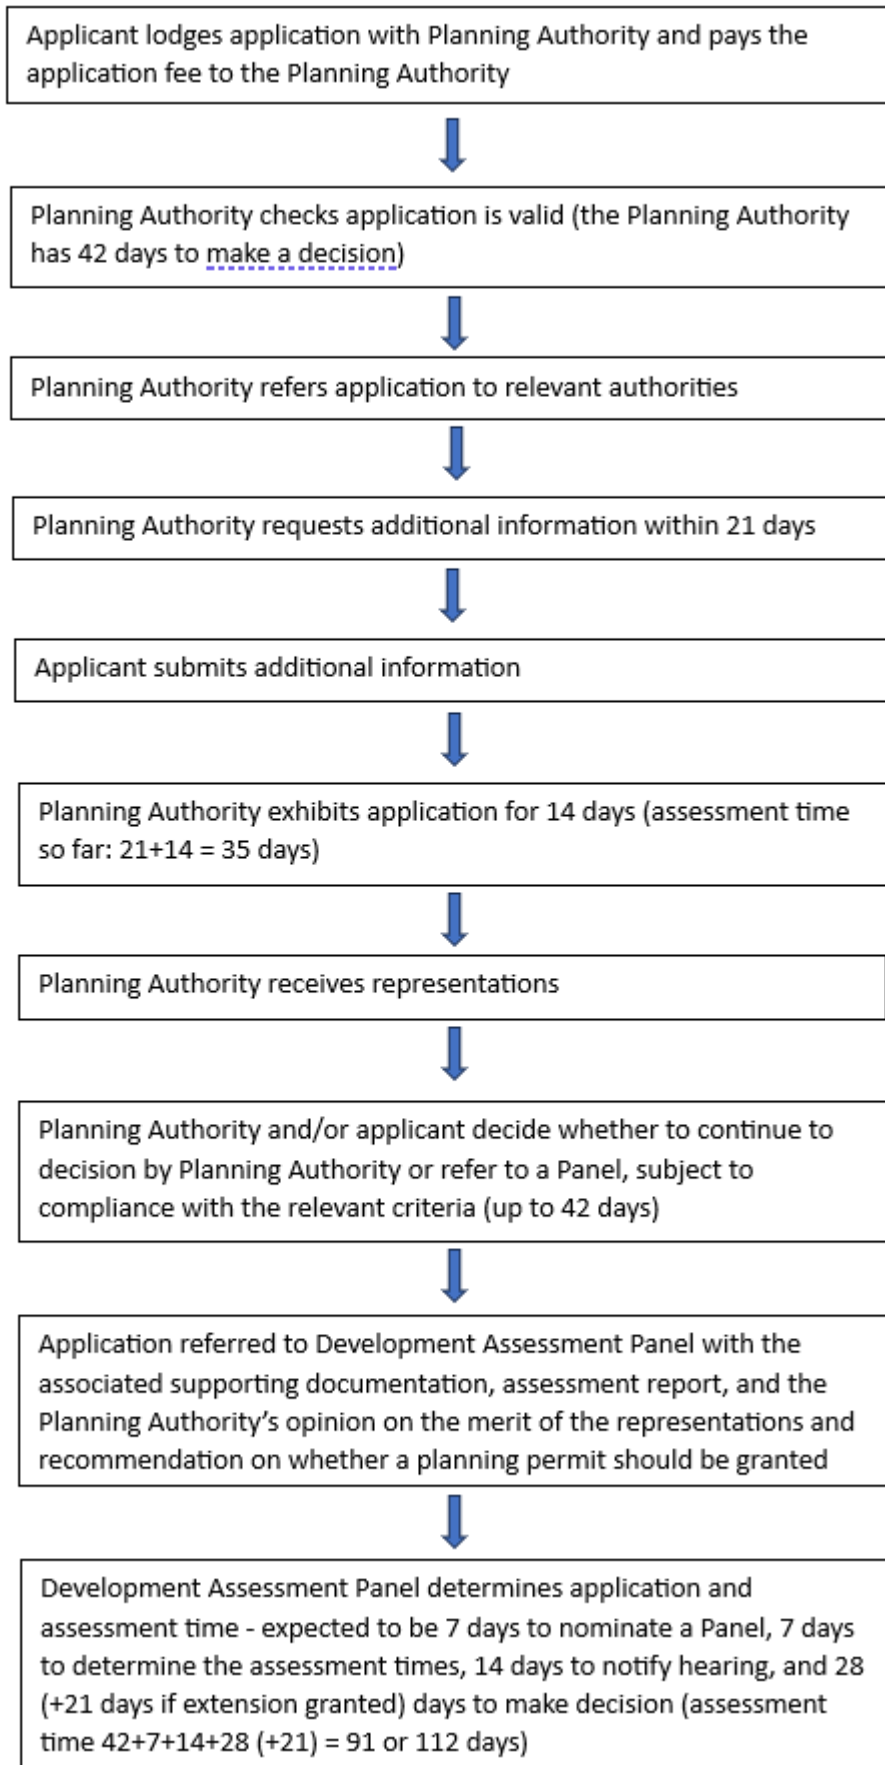 Applicant lodges application with Planning Authority and pays the
application fee to the Planning Authority
Planning Authority checks application is valid (the Planning Authority
has 42 days to make a decision)
Planning Authority refers application to relevant authorities
Planning Authority requests additional information within 21 days
Applicant submits additional information
Planning Authority exhibits application for 14 days (assessment time
so far: 21+14 = 35 days)
Planning Authority receives representations
Planning Authority and/or applicant decide whether to continue to
decision by Planning Authority or refer to a Panel, subject to
compliance with the relevant criteria (up to 42 days)
Application referred to Development Assessment Panel with the
associated supporting documentation, assessment report, and the
Planning Authority’s opinion on the merit of the representations and
recommendation on whether a planning permit should be granted
Development Assessment Panel determines application and
assessment time - expected to be 7 days to nominate a Panel, 7 days
to determine the assessment times, 14 days to notify hearing, and 28
(+21 days if extension granted) days to make decision (assessment
time 42+7+14+28 (+21) = 91 or 112 days)